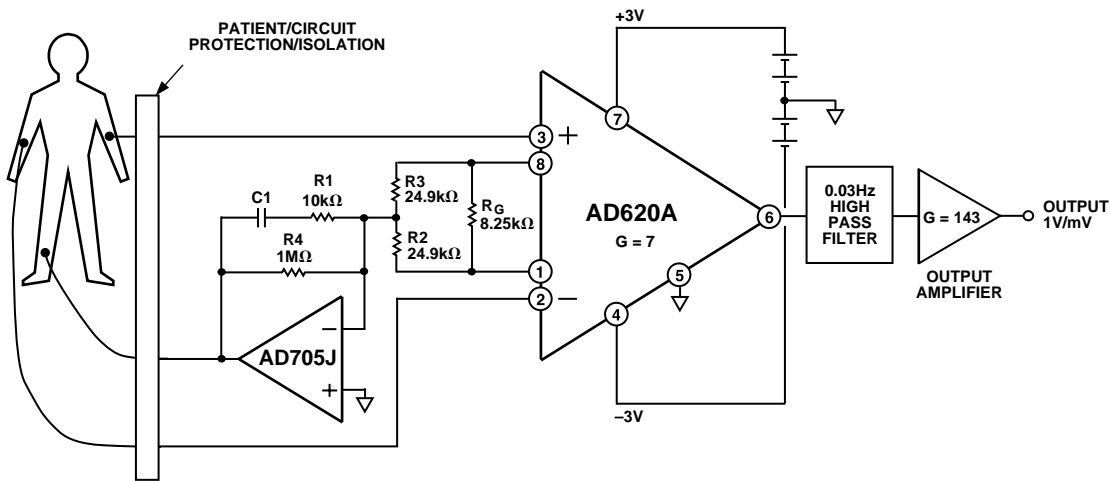 PATIENT/CIRCUIT
PROTECTION/ISOLATION
+3V
3
+
8
7
C1
R1
10kΩ
R3
24.9kΩ
RG
8.25kΩ
R4
1MΩ
R2
24.9kΩ
AD620A
G = 7
6
0.03Hz
HIGH
PASS
FILTER
G = 143
OUTPUT
1V/mV
OUTPUT
AMPLIFIER
1
2
–
5
4
–
AD705J
+
–3V